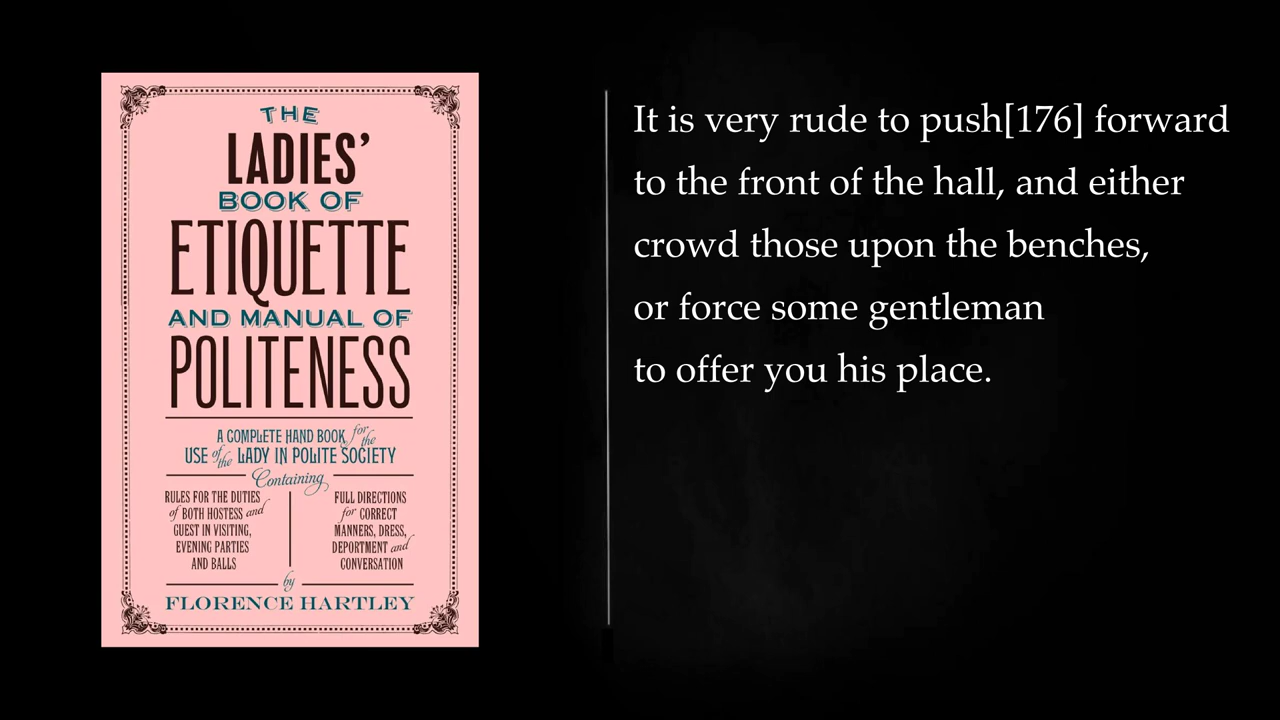 THE
LADIES'
BOOK OF
ETIQUETTE
AND MANUAL OF
POLITENESS
A COMPLETE HAND BOOK for the
USE of the LADY IN POLITE SOCIETY
Containing
RULES FOR THE DUTIES
of BOTH HOSTESS and
GUEST IN VISITING,
EVENING PARTIES
AND BALLS
FULL DIRECTIONS
for CORRECT
MANNERS, DRESS,
DEPORTMENT and
CONVERSATION
by
FLORENCE HARTLEY
It is very rude to push[176] forward
to the front of the hall, and either
crowd those upon the benches,
or force some gentleman
to offer you his place.